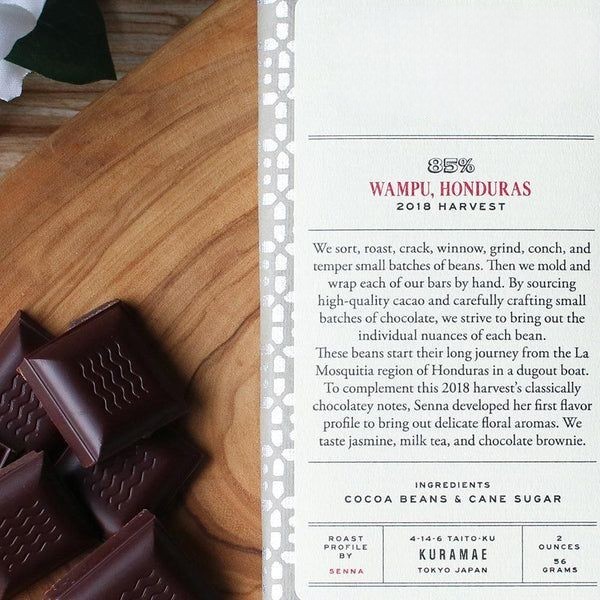 85%
WAMPU, HONDURAS
2018 HARVEST
We sort, roast, crack, winnow, grind, conch, and
temper small batches of beans. Then we mold and
wrap each of our bars by hand. By sourcing
high-quality cacao and carefully crafting small
batches of chocolate, we strive to bring out the
individual nuances of each bean.
These beans start their long journey from the La
Mosquitia region of Honduras in a dugout boat.
To complement this 2018 harvest's classically
chocolatey notes, Senna developed her first flavor
profile to bring out delicate floral aromas. We
taste jasmine, milk tea, and chocolate brownie.
INGREDIENTS
COCOA BEANS & CANE SUGAR
ROAST
PROFILE
BY
SENNA
4-14-6 TAITO-KU
KURAMAE
TOKYO JAPAN
2
OUNCES
56
GRAMS